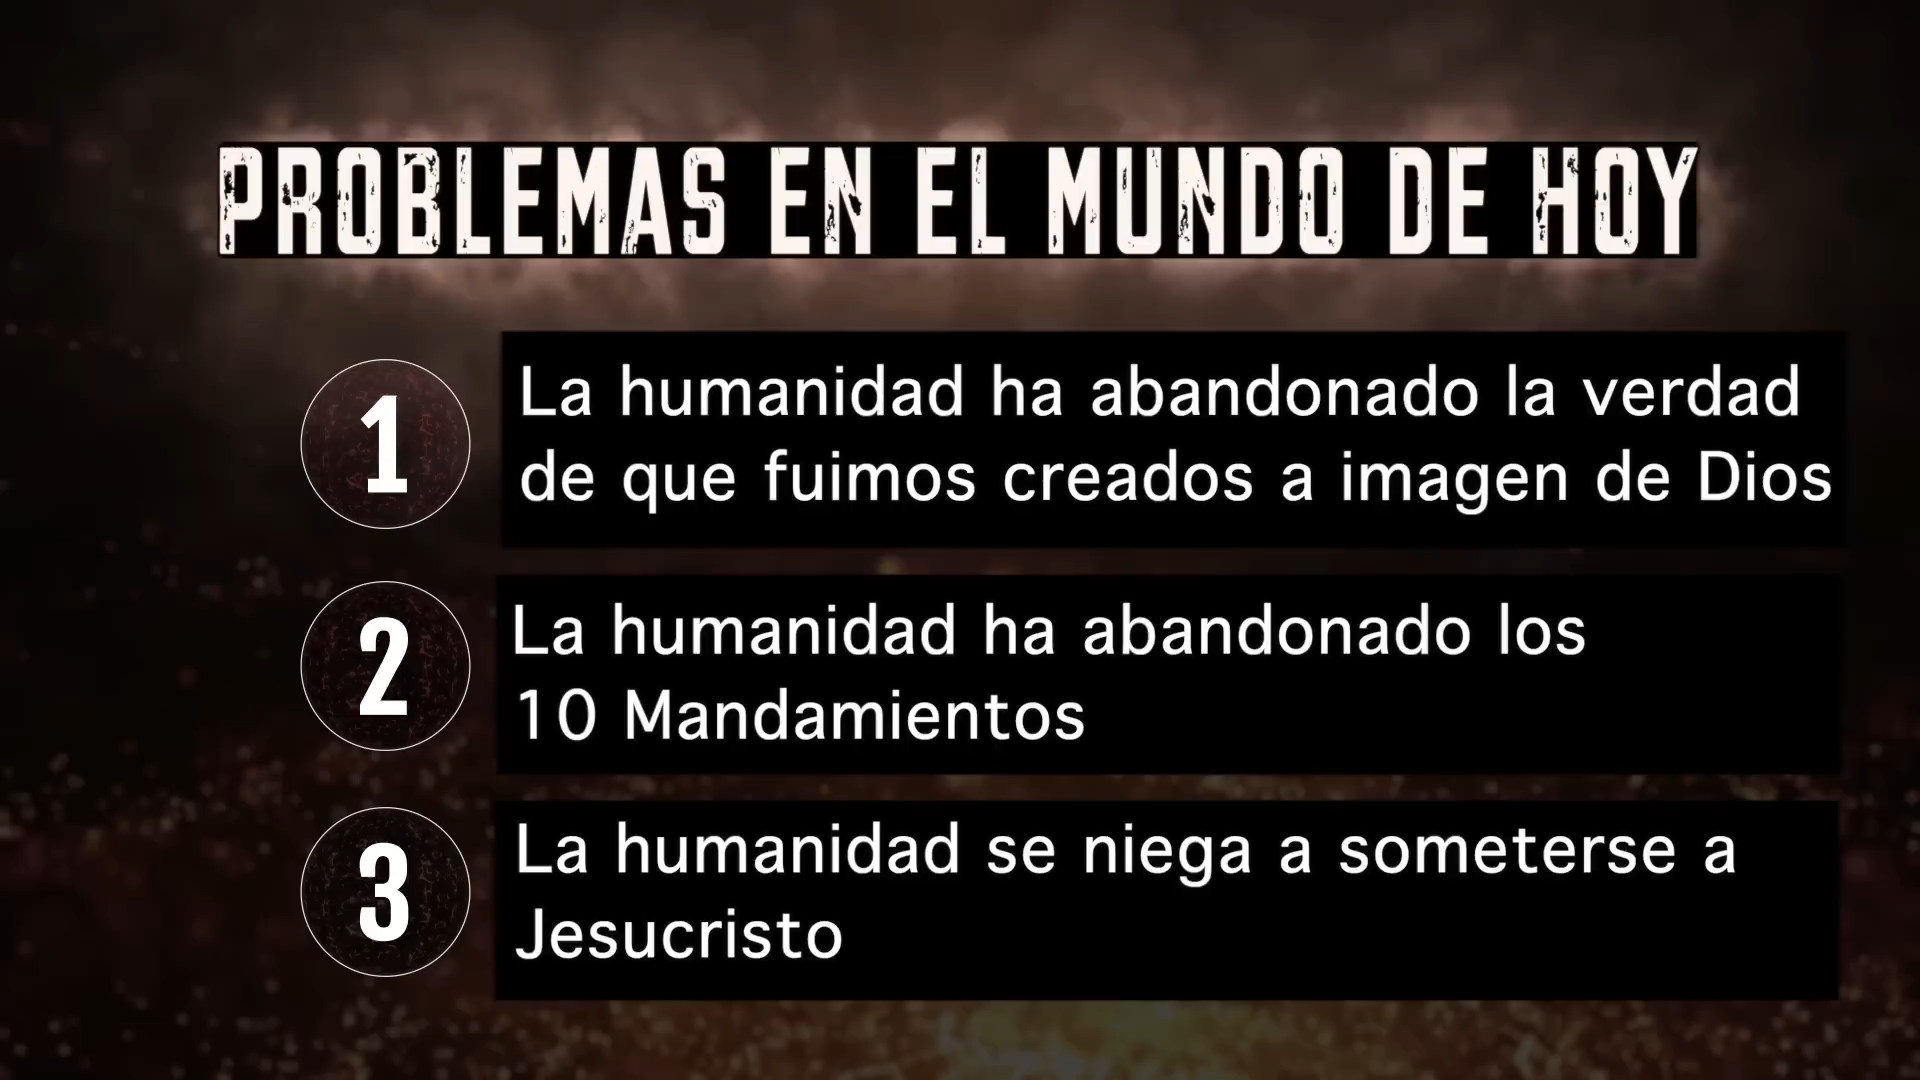 PROBLEMAS EN EL MUNDO DE HOY
1
La humanidad ha abandonado la verdad
de que fuimos creados a imagen de Dios
2
La humanidad ha abandonado los
10 Mandamientos
3
La humanidad se niega a someterse a
Jesucristo